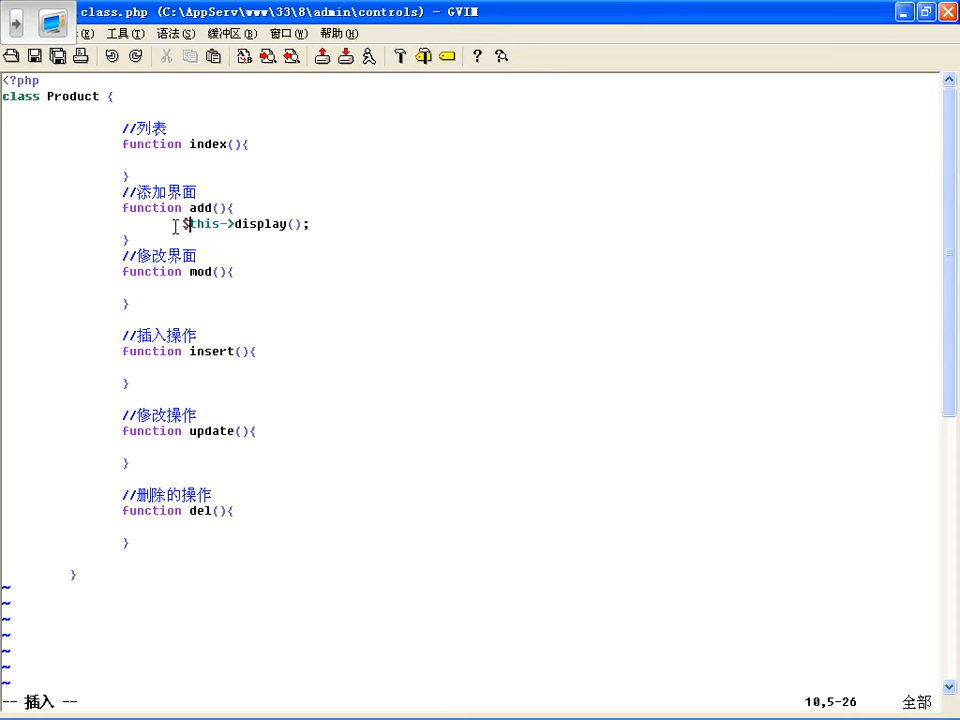 class.php (C:\AppServ\www\33\8\admin\controls) - GVIM
(E) 工具(T) 语法(S) 缓冲区(B) 窗口(W) 帮助(H)
<?php
class Product {
//列表
function index(){
}
//添加界面
function add(){
$this->display();
}
//修改界面
function mod(){
}
//插入操作
function insert(){
}
//修改操作
function update(){
}
//删除的操作
function del(){
}
}
~
~
~
~
~
~
~
-- 插入 -- 10,5-26 全部